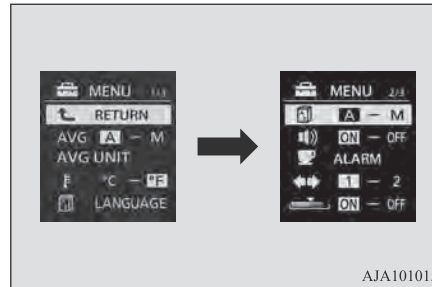 MENU 1/3
RETURN
AVG A – M
AVG UNIT
°C – °F
LANGUAGE
MENU 2/3
A – M
ON – OFF
ALARM
1 – 2
ON – OFF
AJA10101